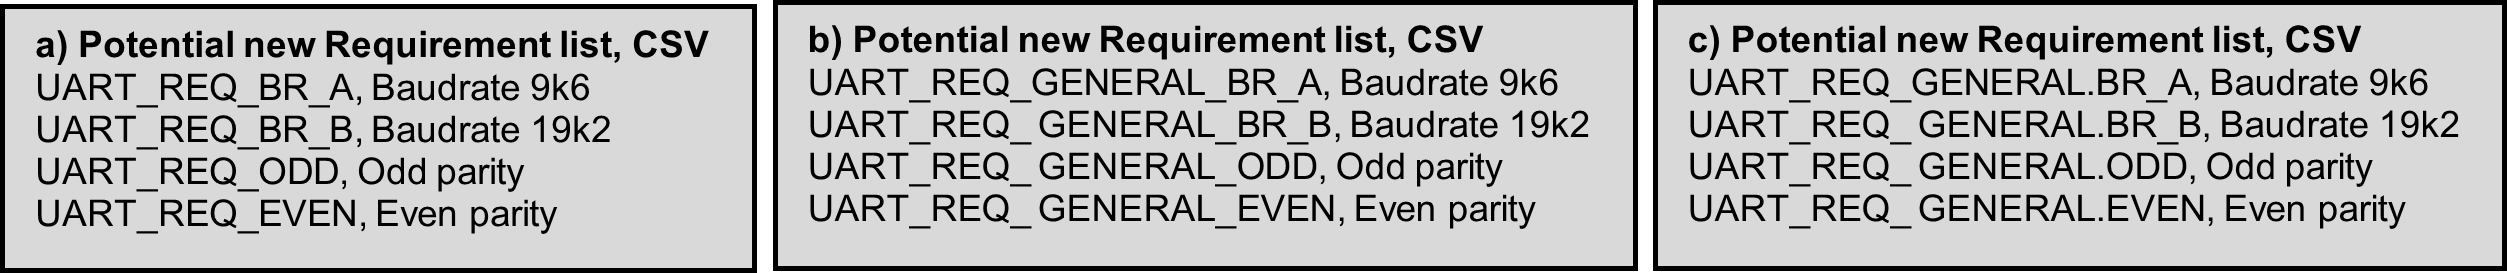 a) Potential new Requirement list, CSV
UART_REQ_BR_A, Baudrate 9k6
UART_REQ_BR_B, Baudrate 19k2
UART_REQ_ODD, Odd parity
UART_REQ_EVEN, Even parity
b) Potential new Requirement list, CSV
UART_REQ_GENERAL_BR_A, Baudrate 9k6
UART_REQ_ GENERAL_BR_B, Baudrate 19k2
UART_REQ_ GENERAL_ODD, Odd parity
UART_REQ_ GENERAL_EVEN, Even parity
c) Potential new Requirement list, CSV
UART_REQ_GENERAL.BR_A, Baudrate 9k6
UART_REQ_ GENERAL.BR_B, Baudrate 19k2
UART_REQ_ GENERAL.ODD, Odd parity
UART_REQ_ GENERAL.EVEN, Even parity